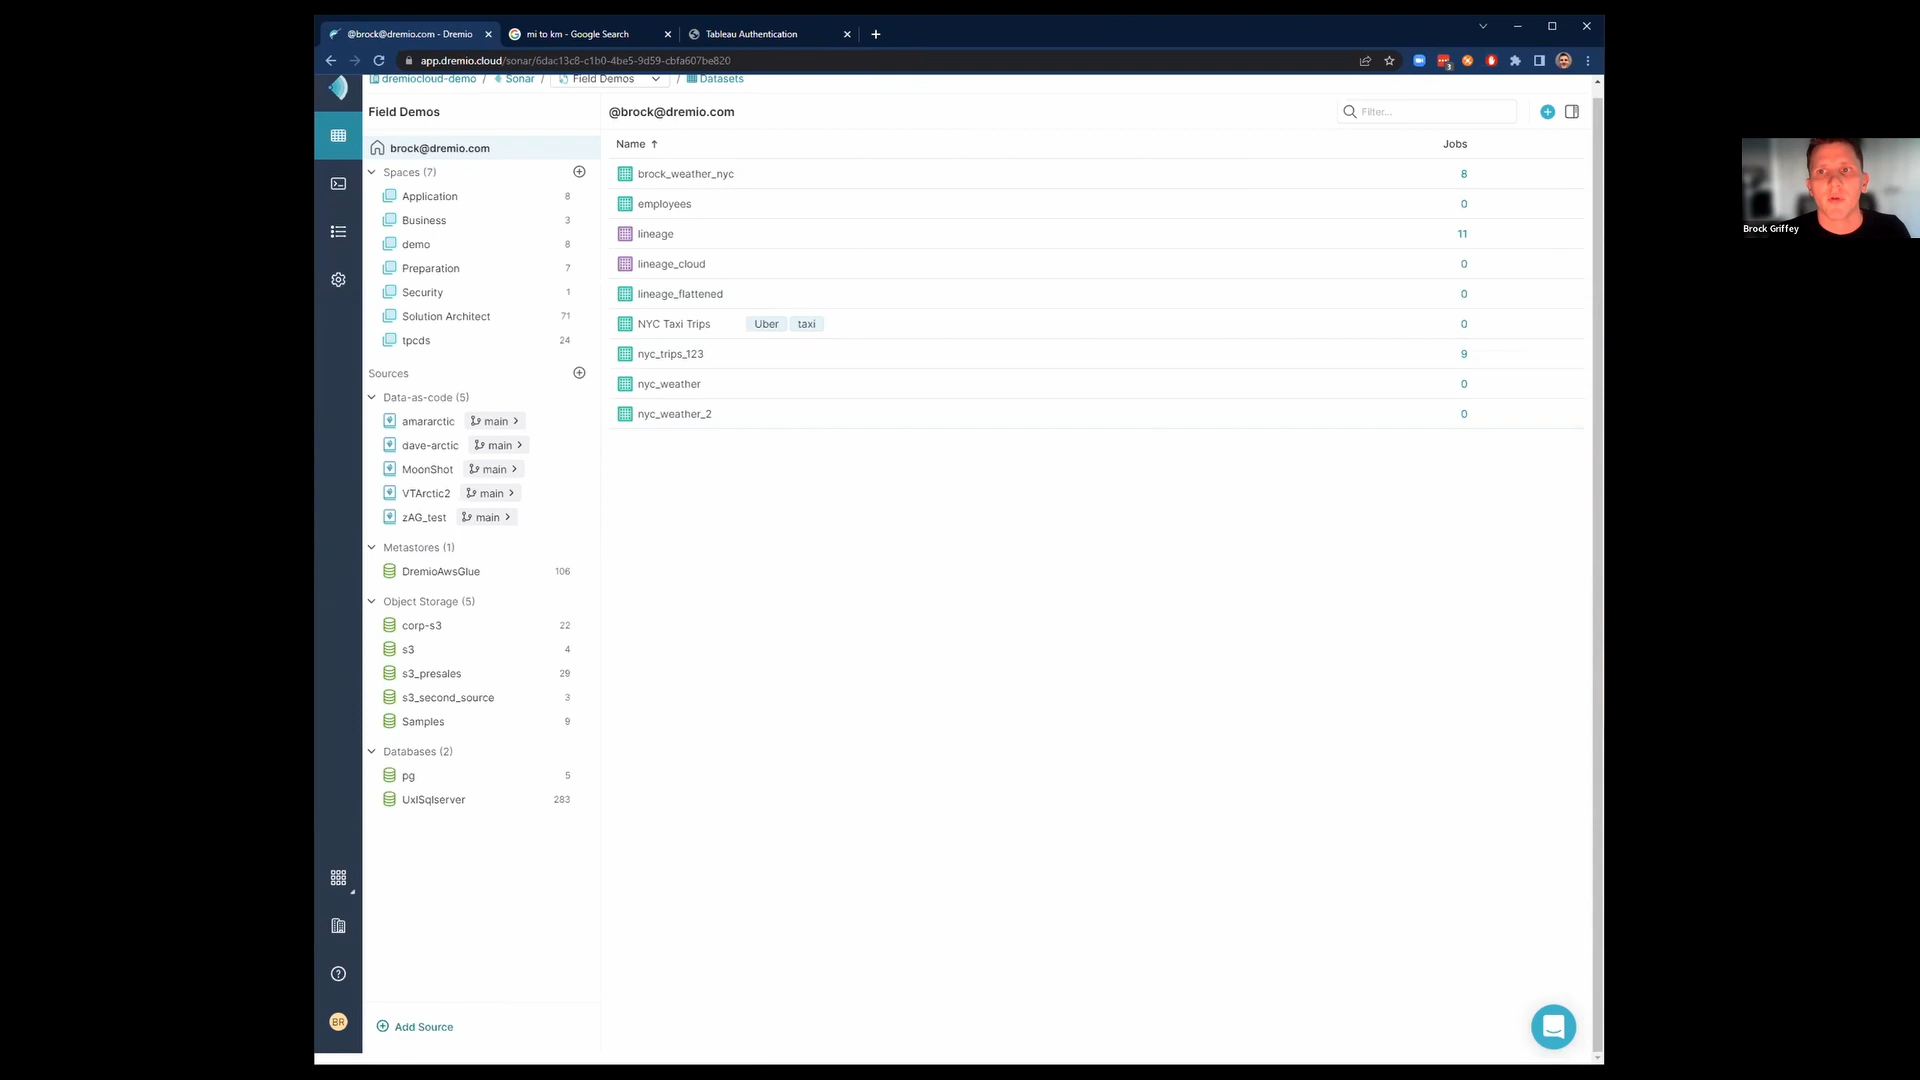 @brock@dremio.com - Dremio
mi to km - Google Search
Tableau Authentication
app.dremio.cloud/sonar/6dac13c8-c1b0-4be5-9d59-cbfa607be820
dremiocloud-demo / Sonar / Field Demos / Datasets
Field Demos
@brock@dremio.com
Filter...
brock@dremio.com
Name
Jobs
Spaces (7)
Application 8
Business 3
demo 8
Preparation 7
Security 1
Solution Architect 71
tpcds 24
Sources
Data-as-code (5)
amararctic main
dave-arctic main
MoonShot main
VTArctic2 main
zAG_test main
Metastores (1)
DremioAwsGlue 106
Object Storage (5)
corp-s3 22
s3 4
s3_presales 29
s3_second_source 3
Samples 9
Databases (2)
pg 5
UxlSqlserver 283
Add Source
BR
brock_weather_nyc 8
employees 0
lineage 11
lineage_cloud 0
lineage_flattened 0
NYC Taxi Trips Uber taxi 0
nyc_trips_123 9
nyc_weather 0
nyc_weather_2 0
3
Brock Griffey